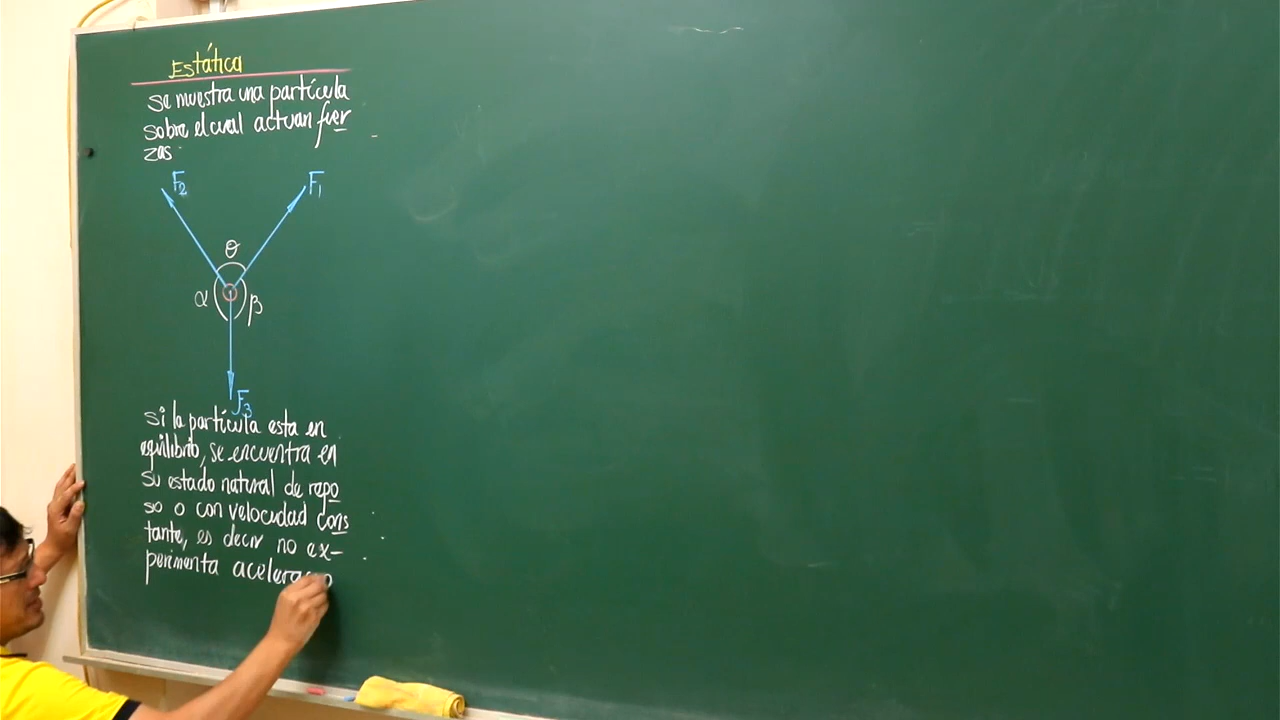 Estática
se muestra una partícula
sobre el cual actuan fuer
zas
F2
F1
θ
α
β
F3
si la partícula esta en
equilibrio, se encuentra en
su estado natural de repo
so o con velocidad cons
tante, es decir no ex-
perimenta